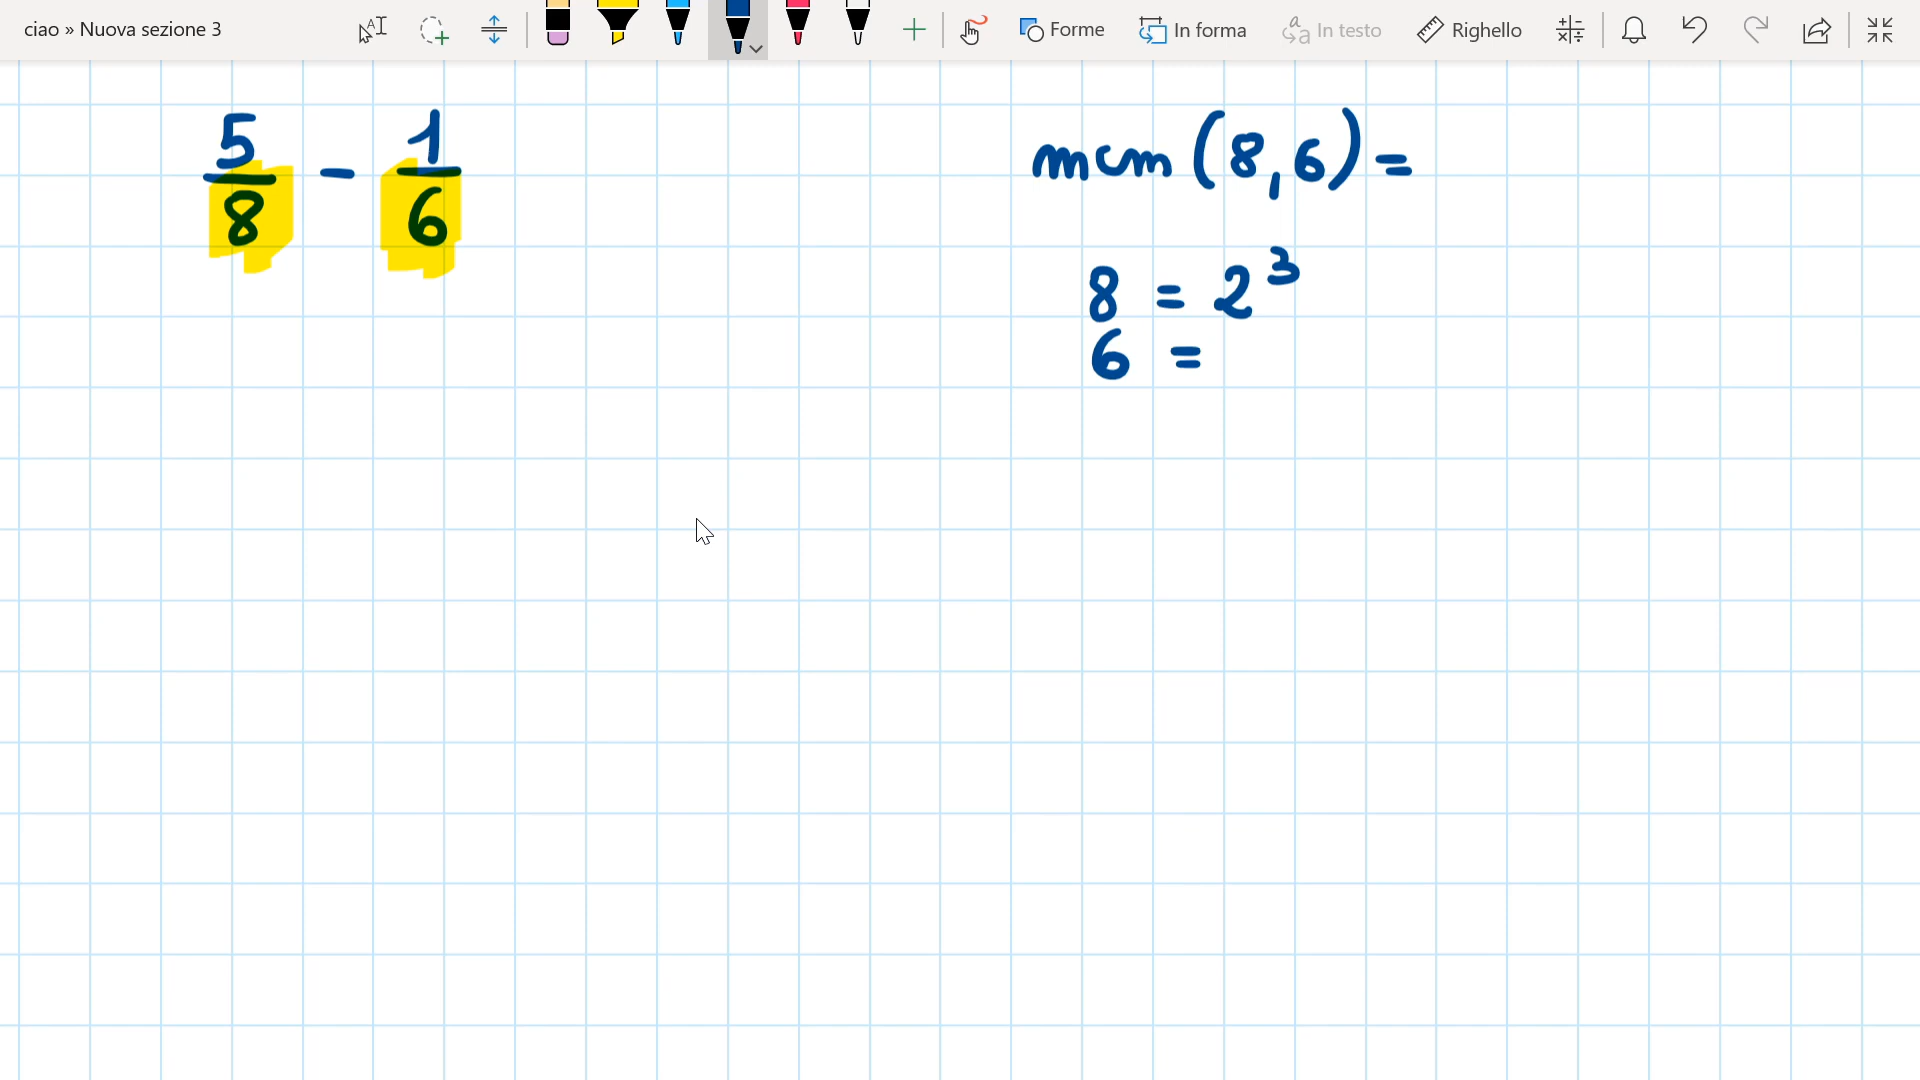 ciao » Nuova sezione 3 Forme In forma In testo Righello
5/8 - 1/6
mcm (8,6) =
8 = 2³
6 =